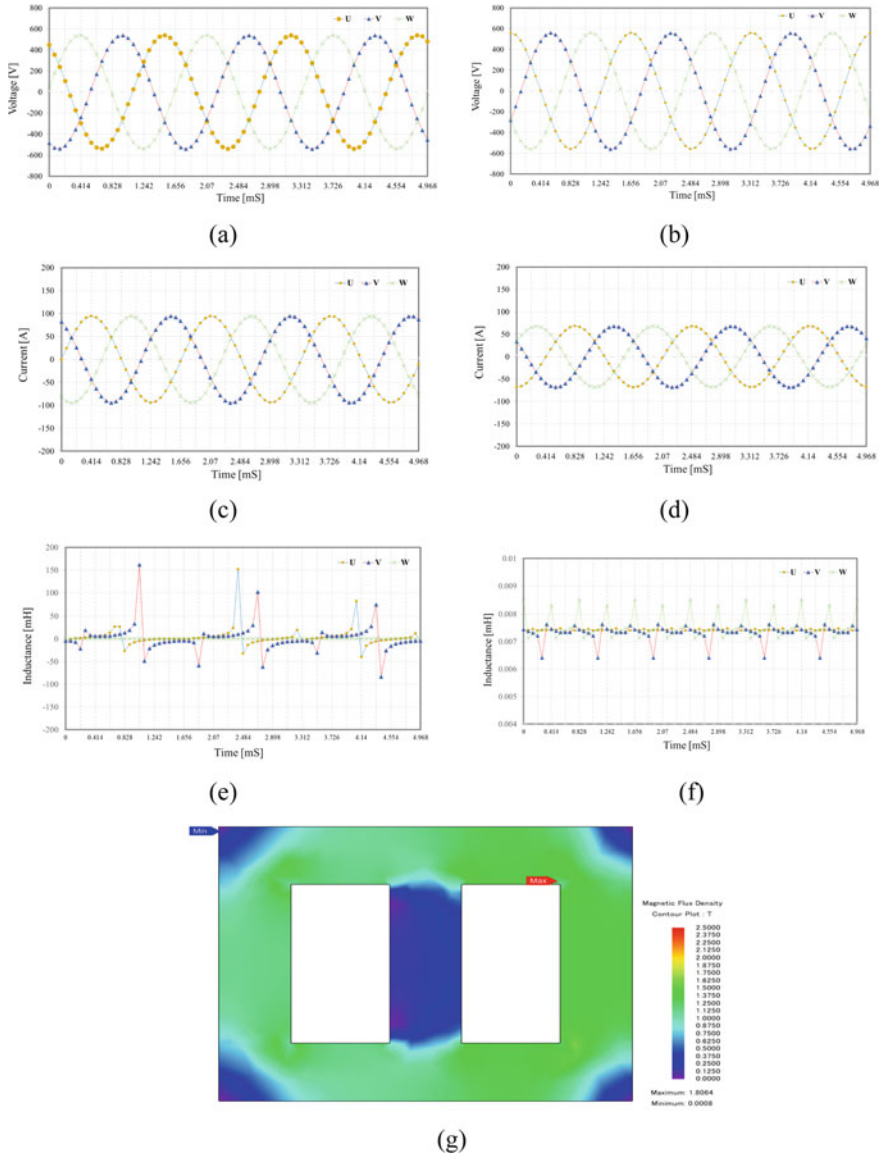 U V W
800
600
400
200
0
-200
-400
-600
-800
Voltage [V]
0 0.414 0.828 1.242 1.656 2.07 2.484 2.898 3.312 3.726 4.14 4.554 4.968
Time [mS]
(a)
U V W
800
600
400
200
0
-200
-400
-600
-800
Voltage [V]
0 0.414 0.828 1.242 1.656 2.07 2.484 2.898 3.312 3.726 4.14 4.554 4.968
Time [mS]
(b)
U V W
200
150
100
50
0
-50
-100
-150
-200
Current [A]
0 0.414 0.828 1.242 1.656 2.07 2.484 2.898 3.312 3.726 4.14 4.554 4.968
Time [mS]
(c)
U V W
200
150
100
50
0
-50
-100
-150
-200
Current [A]
0 0.414 0.828 1.242 1.656 2.07 2.484 2.898 3.312 3.726 4.14 4.554 4.968
Time [mS]
(d)
U V W
200
150
100
50
0
-50
-100
-150
-200
Inductance [mH]
0 0.414 0.828 1.242 1.656 2.07 2.484 2.898 3.312 3.726 4.14 4.554 4.968
Time [mS]
(e)
U V W
0.01
0.009
0.008
0.007
0.006
0.005
0.004
Inductance [mH]
0 0.414 0.828 1.242 1.656 2.07 2.484 2.898 3.312 3.726 4.14 4.554 4.968
Time [mS]
(f)
Min
Max
Magnetic Flux Density
Contour Plot : T
2.5000
2.3750
2.2500
2.1250
2.0000
1.8750
1.7500
1.6250
1.5000
1.3750
1.2500
1.1250
1.0000
0.8750
0.7500
0.6250
0.5000
0.3750
0.2500
0.1250
0.0000
Maximum: 1.8064
Minimum: 0.0008
(g)